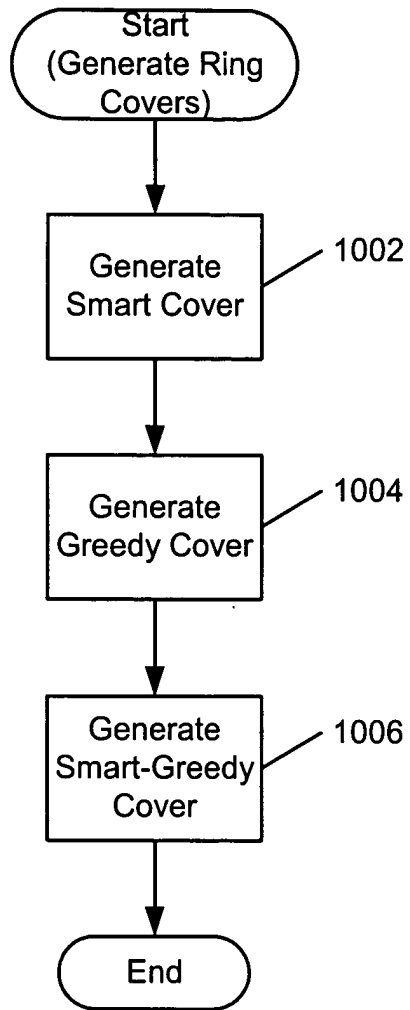 Start
(Generate Ring
Covers)
Generate
Smart Cover
1002
Generate
Greedy Cover
1004
Generate
Smart-Greedy
Cover
1006
End